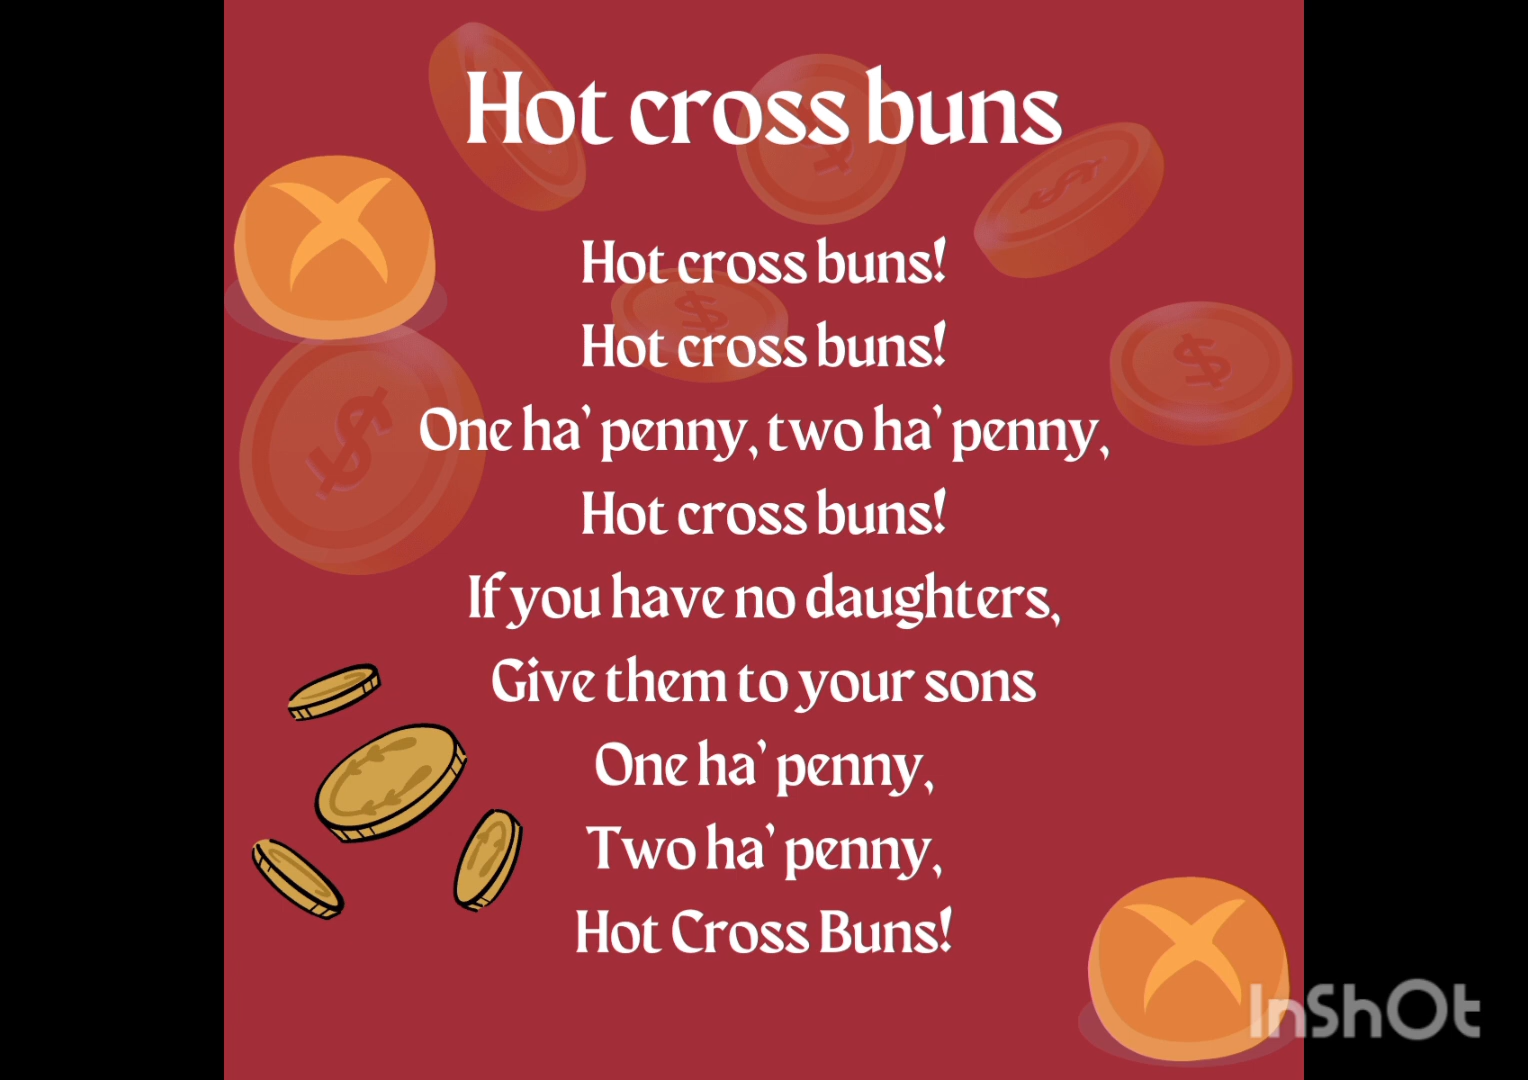 Hot cross buns
Hot cross buns!
Hot cross buns!
One ha' penny, two ha' penny,
Hot cross buns!
If you have no daughters,
Give them to your sons
One ha' penny,
Two ha' penny,
Hot Cross Buns!
InShOt